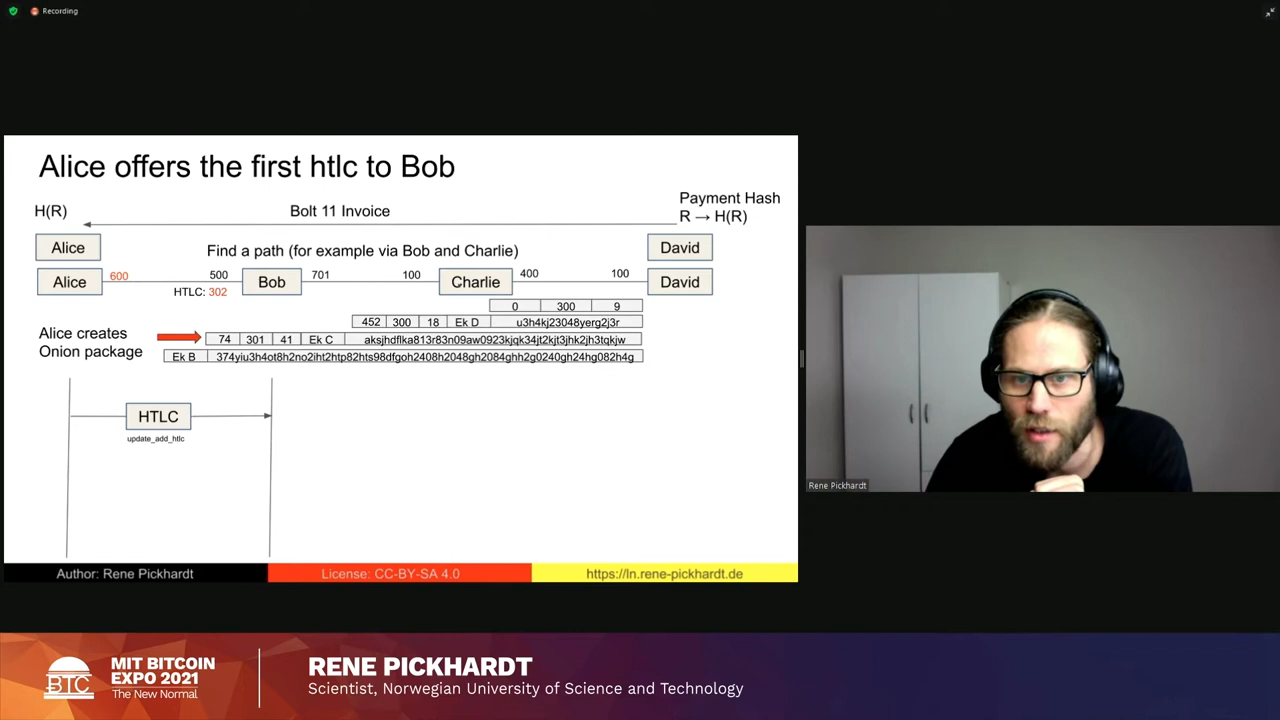 Recording
Alice offers the first htlc to Bob
H(R)
Bolt 11 Invoice
Payment Hash
R → H(R)
Alice
Find a path (for example via Bob and Charlie)
David
Alice
600
500
HTLC: 302
Bob
701
100
Charlie
400
100
David
0 300 9
452 300 18 Ek D u3h4kj23048yerg2j3r
Alice creates
Onion package
74 301 41 Ek C aksjhdflka813r83n09aw0923kjqk34jt2kjt3jhk2jh3tqkjw
Ek B 374yiu3h4ot8h2no2iht2htp82hts98dfgoh2408h2048gh2084ghh2g0240gh24hg082h4g
HTLC
update_add_htlc
Author: Rene Pickhardt
License: CC-BY-SA 4.0
https://ln.rene-pickhardt.de
Rene Pickhardt
BTC
MIT BITCOIN
EXPO 2021
The New Normal
RENE PICKHARDT
Scientist, Norwegian University of Science and Technology